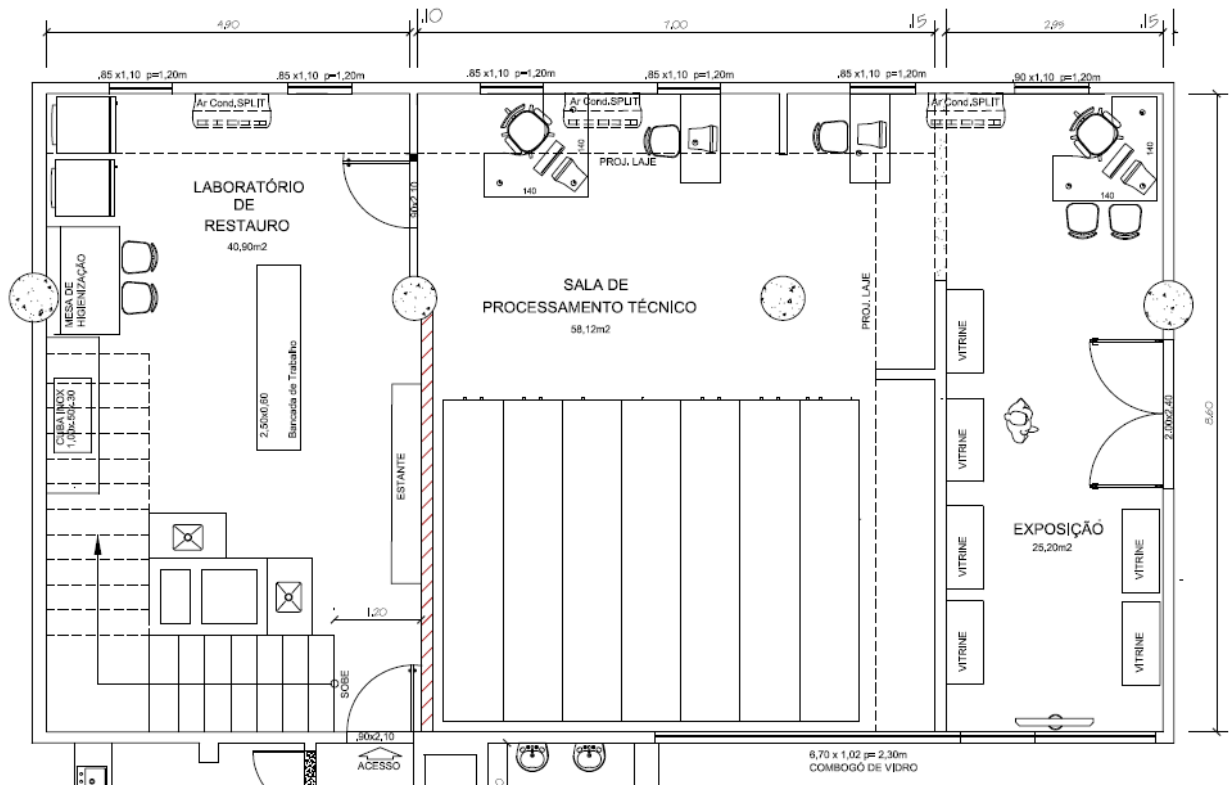 4.90
.10
7.00
.15
2.95
.15
.85 x1,10 p=1,20m
.85 x1,10 p=1,20m
.85 x1,10 p=1,20m
.85 x1,10 p=1,20m
.85 x1,10 p=1,20m
.90 x1,10 p=1,20m
Ar Cond.SPLIT
Ar Cond.SPLIT
Ar Cond.SPLIT
140
140
PROJ. LAJE
140
140
LABORATÓRIO
DE
RESTAURO
40,90m2
.90x2,10
MESA DE
HIGIENIZAÇÃO
SALA DE
PROCESSAMENTO TÉCNICO
58,12m2
PROJ. LAJE
VITRINE
CUBA INOX
1,00x.50x.30
2,50x0,60
Bancada de Trabalho
ESTANTE
VITRINE
2,00x2,40
8.60
EXPOSIÇÃO
25,20m2
VITRINE
VITRINE
1.20
SOBE
VITRINE
VITRINE
.90x2,10
ACESSO
6,70 x 1,02 p= 2,30m
COMBOGÓ DE VIDRO